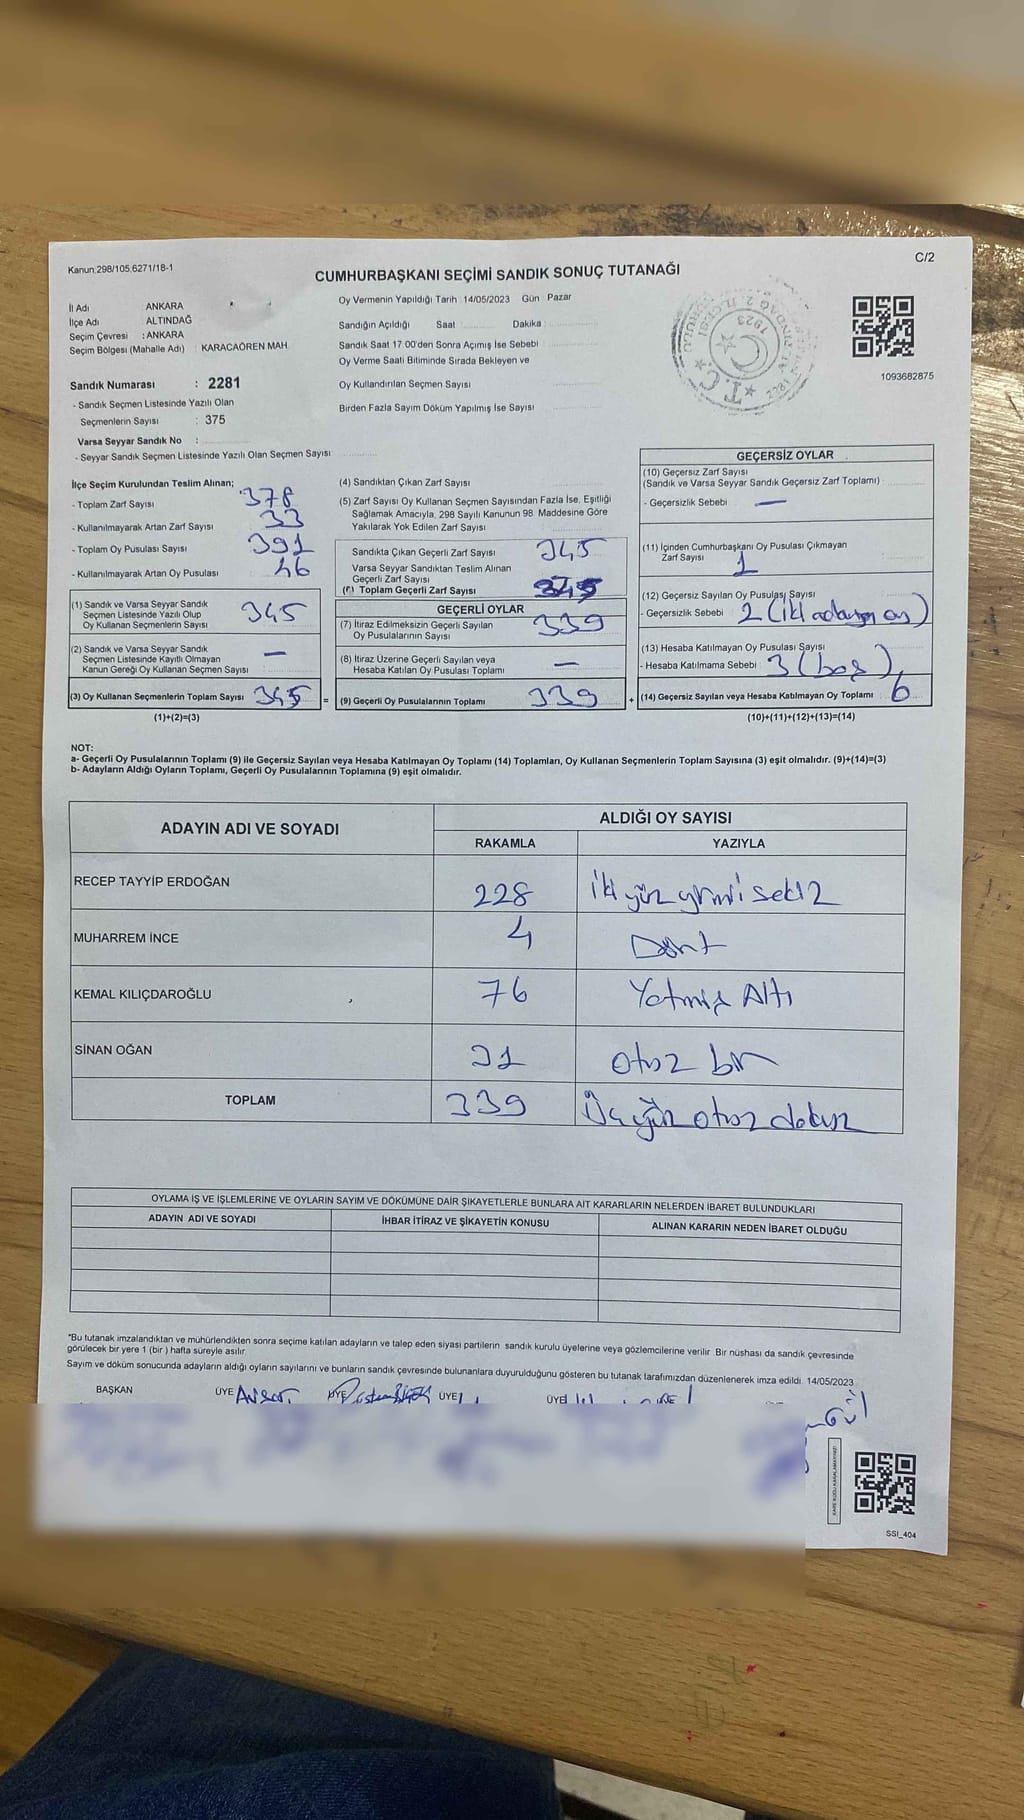 Kanun:298/105,6271/18-1
C/2
CUMHURBAŞKANI SEÇİMİ SANDIK SONUÇ TUTANAĞI
İl Adı ANKARA
İlçe Adı ALTINDAĞ
Seçim Çevresi : ANKARA
Seçim Bölgesi (Mahalle Adı) : KARACAÖREN MAH.
Sandık Numarası : 2281
- Sandık Seçmen Listesinde Yazılı Olan
Seçmenlerin Sayısı : 375
Varsa Seyyar Sandık No :
- Seyyar Sandık Seçmen Listesinde Yazılı Olan Seçmen Sayısı
Oy Vermenin Yapıldığı Tarih 14/05/2023 Gün Pazar
Sandığın Açıldığı Saat Dakika
Sandık Saat 17:00'den Sonra Açımış İse Sebebi
Oy Verme Saati Bitiminde Sırada Bekleyen ve
Oy Kullandırılan Seçmen Sayısı
Birden Fazla Sayım Döküm Yapılmış İse Sayısı
1093682875
İlçe Seçim Kurulundan Teslim Alınan;
- Toplam Zarf Sayısı 378
- Kullanılmayarak Artan Zarf Sayısı 33
- Toplam Oy Pusulası Sayısı 391
- Kullanılmayarak Artan Oy Pusulası 46
(1) Sandık ve Varsa Seyyar Sandık
Seçmen Listesinde Yazılı Olup
Oy Kullanan Seçmenlerin Sayısı 345
(2) Sandık ve Varsa Seyyar Sandık
Seçmen Listesinde Kayıtlı Olmayan
Kanun Gereği Oy Kullanan Seçmen Sayısı —
(3) Oy Kullanan Seçmenlerin Toplam Sayısı 345 =
(1)+(2)=(3)
(4) Sandıktan Çıkan Zarf Sayısı
(5) Zarf Sayısı Oy Kullanan Seçmen Sayısından Fazla İse, Eşitliği
Sağlamak Amacıyla, 298 Sayılı Kanunun 98. Maddesine Göre
Yakılarak Yok Edilen Zarf Sayısı
Sandıkta Çıkan Geçerli Zarf Sayısı 345
Varsa Seyyar Sandıktan Teslim Alınan
Geçerli Zarf Sayısı
(6) Toplam Geçerli Zarf Sayısı 345
GEÇERLİ OYLAR
(7) İtiraz Edilmeksizin Geçerli Sayılan
Oy Pusulalarının Sayısı 339
(8) İtiraz Üzerine Geçerli Sayılan veya
Hesaba Katılan Oy Pusulası Toplamı —
(9) Geçerli Oy Pusulalarının Toplamı 339 +
GEÇERSİZ OYLAR
(10) Geçersiz Zarf Sayısı
(Sandık ve Varsa Seyyar Sandık Geçersiz Zarf Toplamı)
- Geçersizlik Sebebi —
(11) İçinden Cumhurbaşkanı Oy Pusulası Çıkmayan
Zarf Sayısı 1
(12) Geçersiz Sayılan Oy Pusulası Sayısı
- Geçersizlik Sebebi 2 (iki adaya oy)
(13) Hesaba Katılmayan Oy Pusulası Sayısı
- Hesaba Katılmama Sebebi 3 (boş)
(14) Geçersiz Sayılan veya Hesaba Katılmayan Oy Toplamı 6
(10)+(11)+(12)+(13)=(14)
NOT:
a- Geçerli Oy Pusulalarının Toplamı (9) ile Geçersiz Sayılan veya Hesaba Katılmayan Oy Toplamı (14) Toplamları, Oy Kullanan Seçmenlerin Toplam Sayısına (3) eşit olmalıdır. (9)+(14)=(3)
b- Adayların Aldığı Oyların Toplamı, Geçerli Oy Pusulalarının Toplamına (9) eşit olmalıdır.
ADAYIN ADI VE SOYADI ALDIĞI OY SAYISI
RAKAMLA YAZIYLA
RECEP TAYYİP ERDOĞAN 228 iki yüz yirmi sekiz
MUHARREM İNCE 4 Dört
KEMAL KILIÇDAROĞLU 76 Yetmiş Altı
SİNAN OĞAN 31 otuz bir
TOPLAM 339 Üç yüz otuz dokuz
OYLAMA İŞ VE İŞLEMLERİNE VE OYLARIN SAYIM VE DÖKÜMÜNE DAİR ŞİKAYETLERLE BUNLARA AİT KARARLARIN NELERDEN İBARET BULUNDUKLARI
ADAYIN ADI VE SOYADI İHBAR İTİRAZ VE ŞİKAYETİN KONUSU ALINAN KARARIN NEDEN İBARET OLDUĞU
*Bu tutanak imzalandıktan ve mühürlendikten sonra seçime katılan adayların ve talep eden siyasi partilerin sandık kurulu üyelerine veya gözlemcilerine verilir. Bir nüshası da sandık çevresinde
görülecek bir yere 1 (bir) hafta süreyle asılır.
Sayım ve döküm sonucunda adayların aldığı oyların sayılarını ve bunların sandık çevresinde bulunanlara duyurulduğunu gösteren bu tutanak tarafımızdan düzenlenerek imza edildi. 14/05/2023
BAŞKAN ÜYE ÜYE ÜYE ÜYE ÜYE
SSI_404